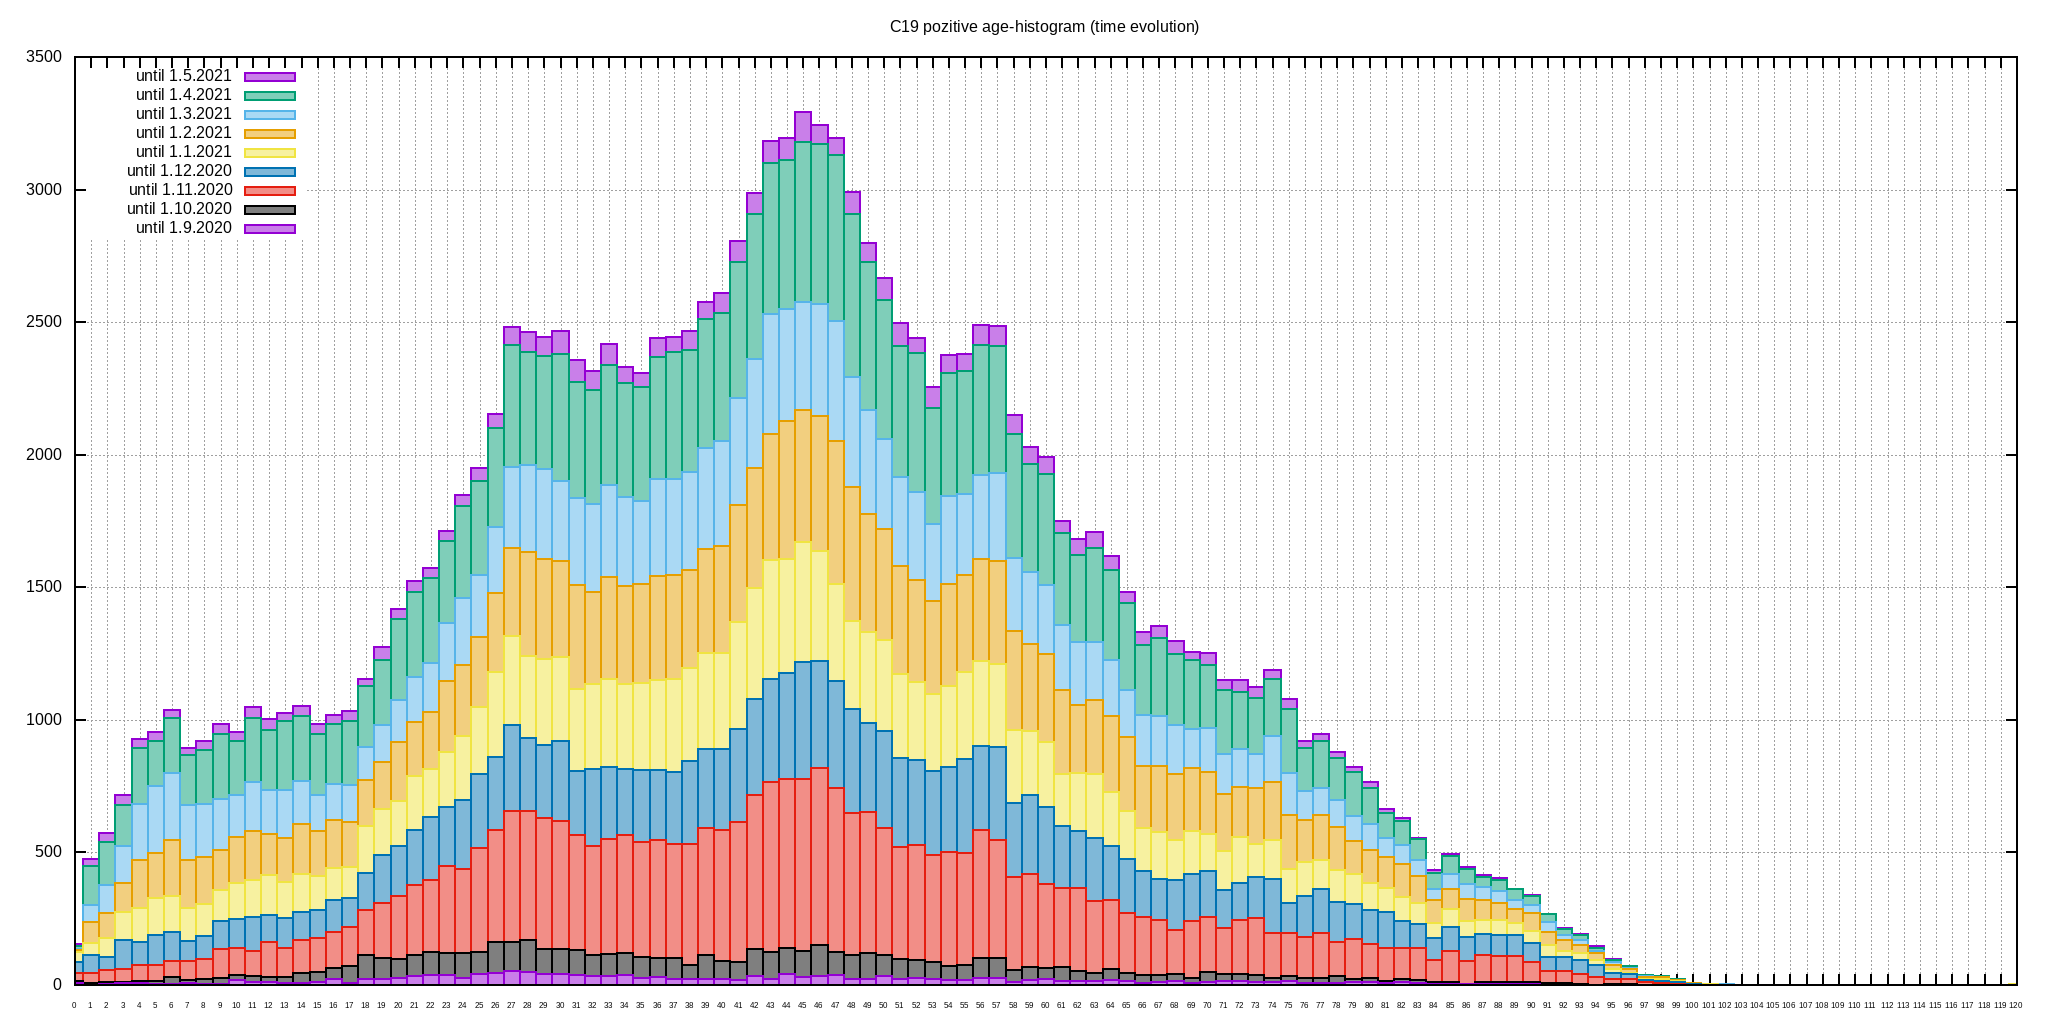 C19 pozitive age-histogram (time evolution)
3500
3000
2500
2000
1500
1000
500
0
until 1.5.2021
until 1.4.2021
until 1.3.2021
until 1.2.2021
until 1.1.2021
until 1.12.2020
until 1.11.2020
until 1.10.2020
until 1.9.2020
0 1 2 3 4 5 6 7 8 9 10 11 12 13 14 15 16 17 18 19 20 21 22 23 24 25 26 27 28 29 30 31 32 33 34 35 36 37 38 39 40 41 42 43 44 45 46 47 48 49 50 51 52 53 54 55 56 57 58 59 60 61 62 63 64 65 66 67 68 69 70 71 72 73 74 75 76 77 78 79 80 81 82 83 84 85 86 87 88 89 90 91 92 93 94 95 96 97 98 99 100 101 102 103 104 105 106 107 108 109 110 111 112 113 114 115 116 117 118 119 120